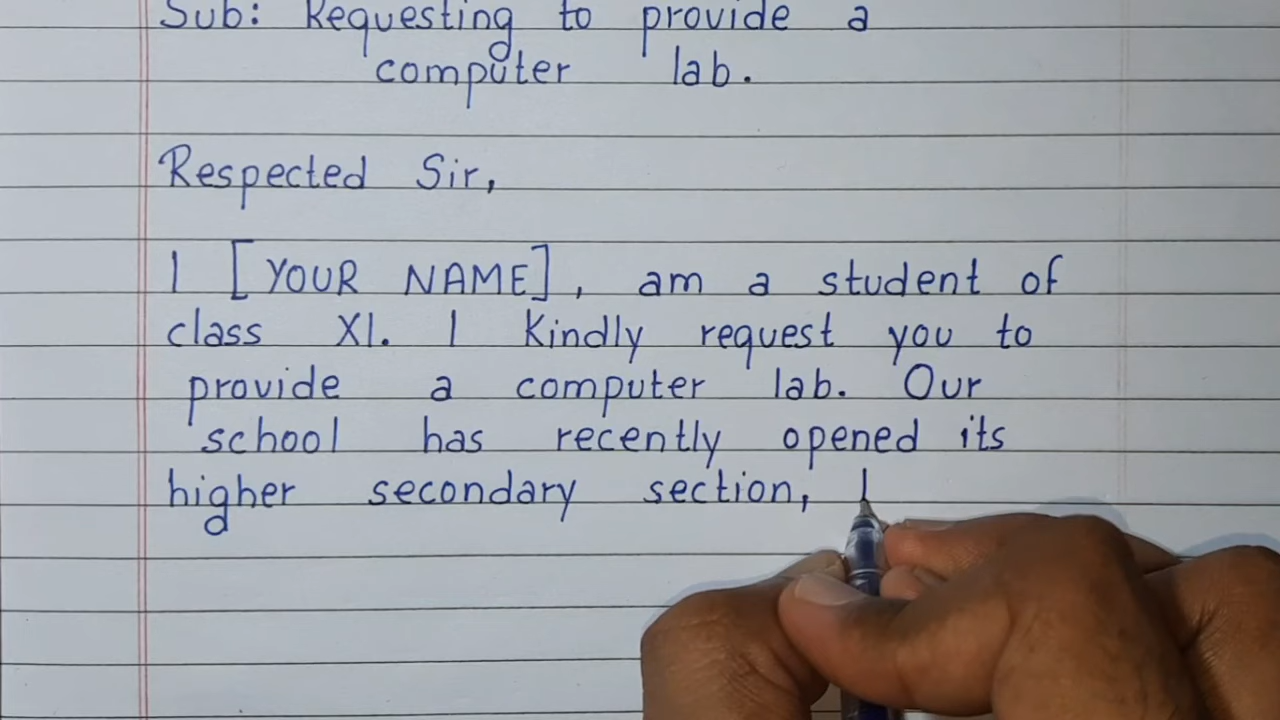 Sub: Requesting to provide a
computer lab.
Respected Sir,
I [YOUR NAME], am a student of
class XI. I Kindly request you to
provide a computer lab. Our
school has recently opened its
higher secondary section,